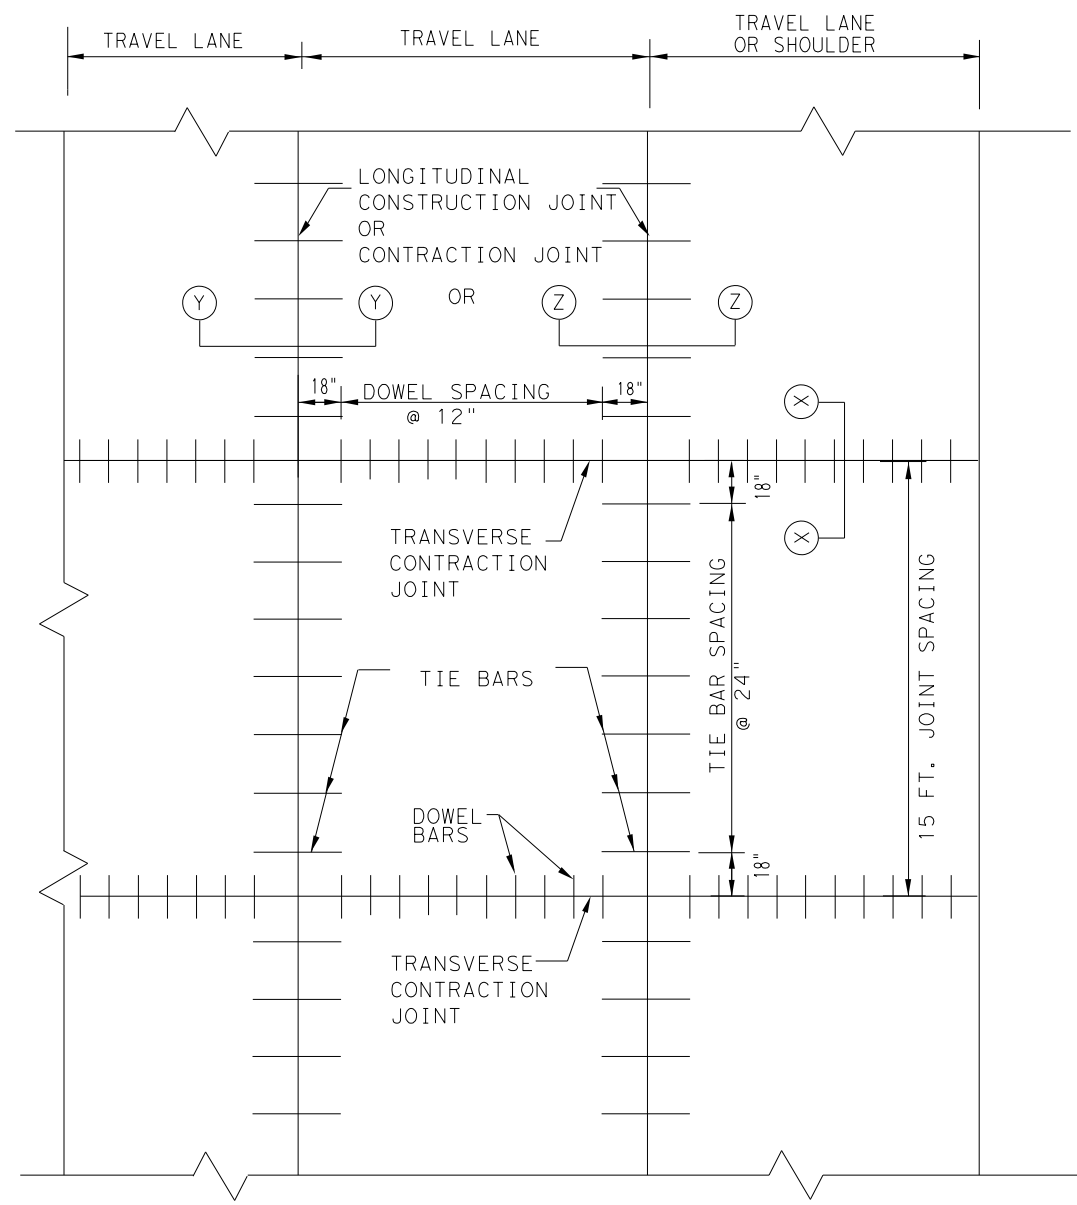 TRAVEL LANE
TRAVEL LANE
TRAVEL LANE
OR SHOULDER
LONGITUDINAL
CONSTRUCTION JOINT
OR
CONTRACTION JOINT
Y
Y
OR
Z
Z
18"
DOWEL SPACING
@ 12"
18"
X
18"
TRANSVERSE
CONTRACTION
JOINT
X
TIE BARS
TIE BAR SPACING
@ 24"
15 FT. JOINT SPACING
DOWEL
BARS
18"
TRANSVERSE
CONTRACTION
JOINT